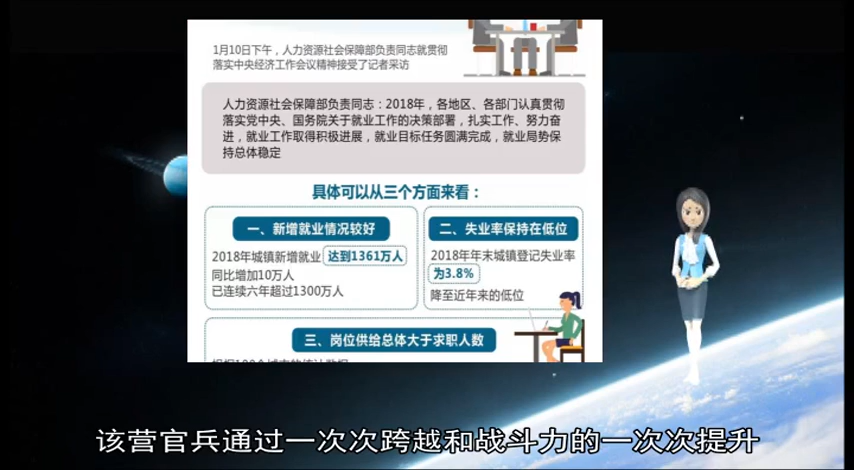 1月10日下午，人力资源社会保障部负责同志就贯彻
落实中央经济工作会议精神接受了记者采访
人力资源社会保障部负责同志：2018年，各地区、各部门认真贯彻
落实党中央、国务院关于就业工作的决策部署，扎实工作、努力奋
进，就业工作取得积极进展，就业目标任务圆满完成，就业局势保
持总体稳定
具体可以从三个方面来看：
一、新增就业情况较好
2018年城镇新增就业 达到1361万人
同比增加10万人
已连续六年超过1300万人
二、失业率保持在低位
2018年年末城镇登记失业率
为3.8%
降至近年来的低位
三、岗位供给总体大于求职人数
该营官兵通过一次次跨越和战斗力的一次次提升